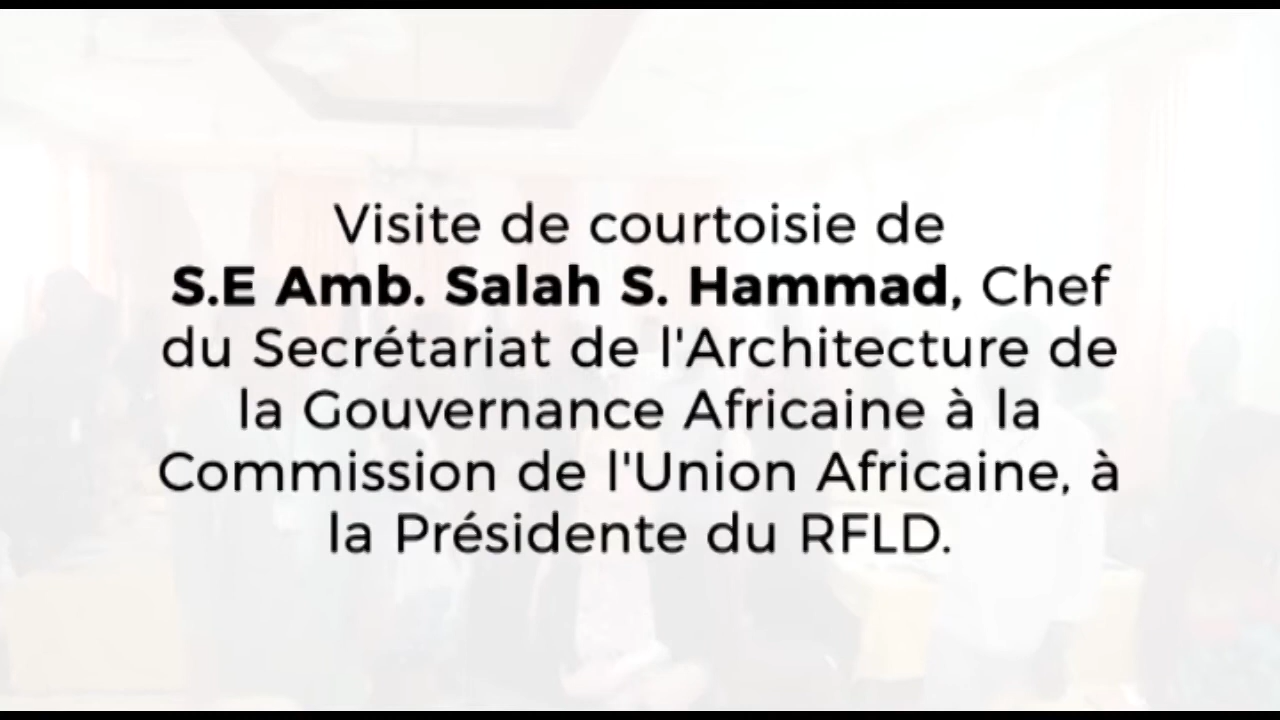 Visite de courtoisie de
S.E Amb. Salah S. Hammad, Chef
du Secrétariat de l'Architecture de
la Gouvernance Africaine à la
Commission de l'Union Africaine, à
la Présidente du RFLD.